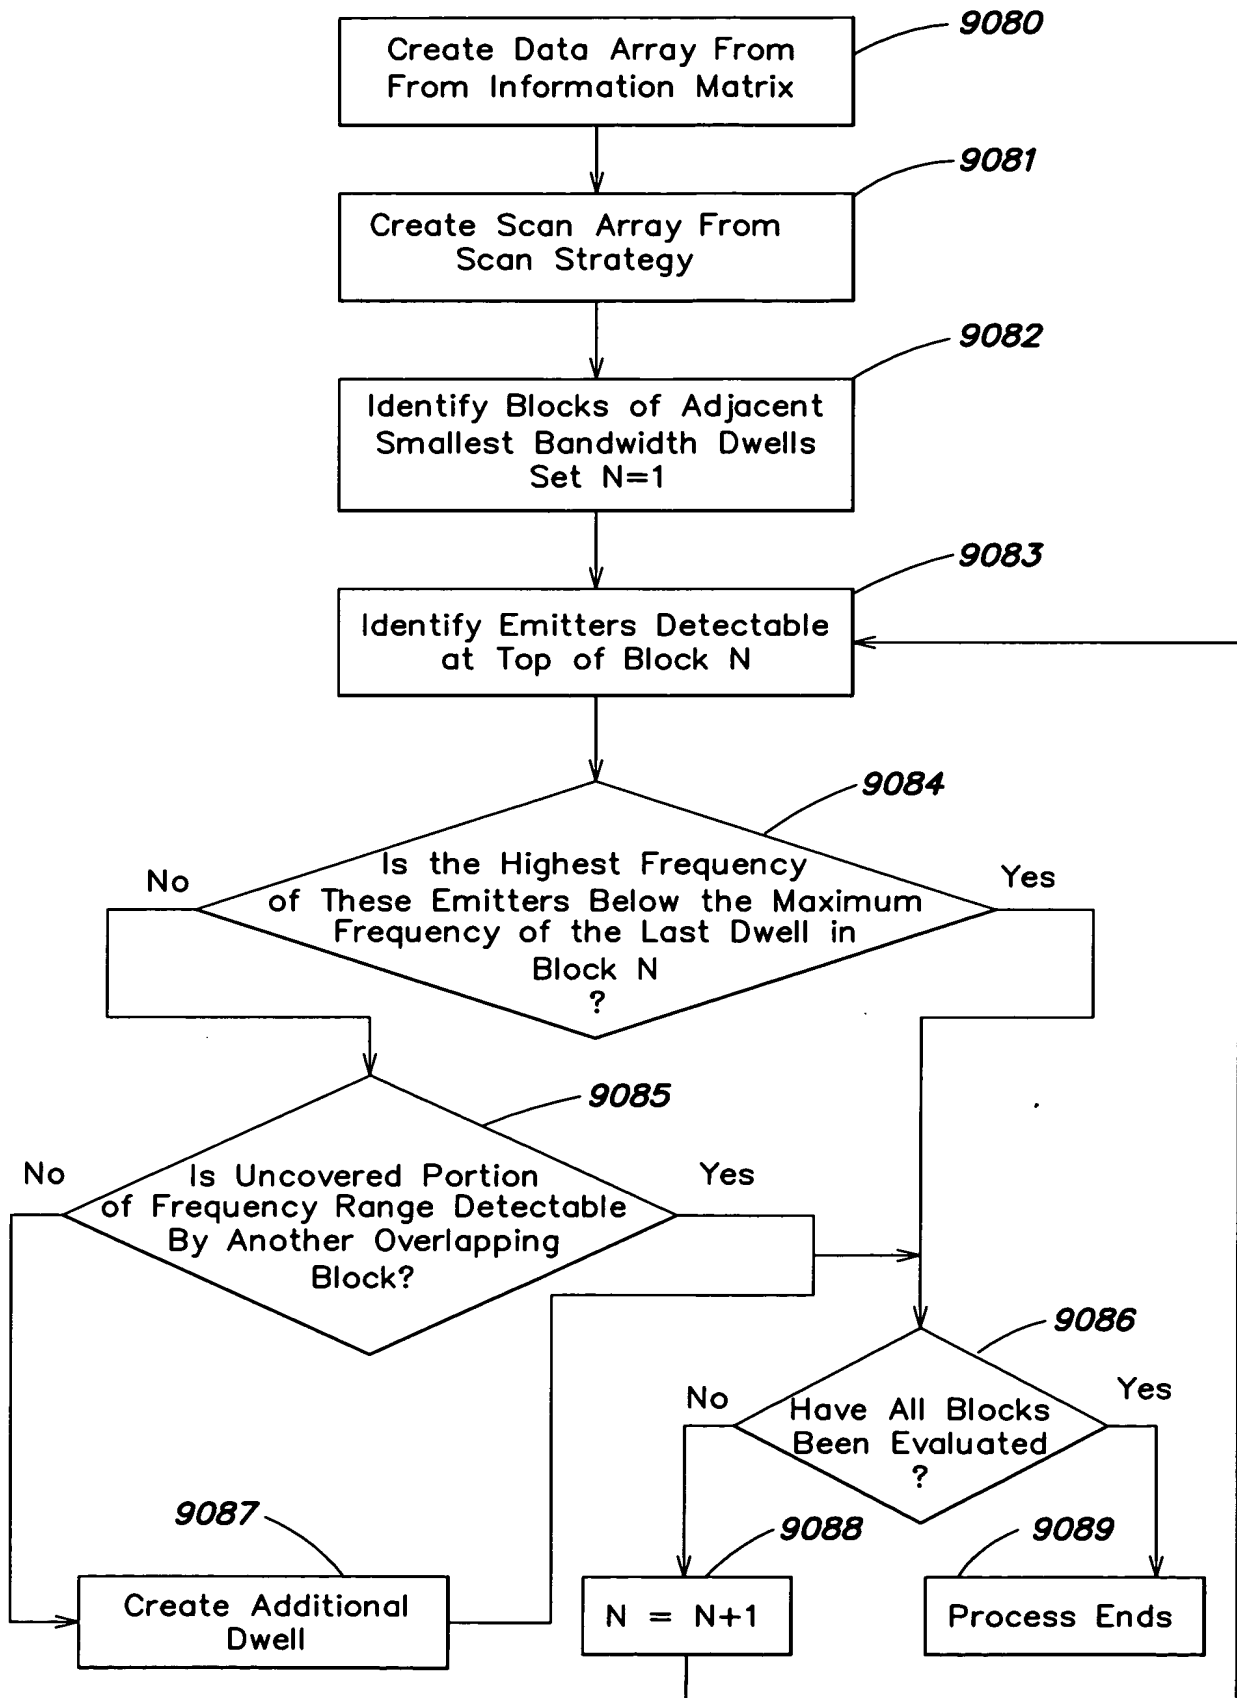 9080
Create Data Array From
From Information Matrix
9081
Create Scan Array From
Scan Strategy
9082
Identify Blocks of Adjacent
Smallest Bandwidth Dwells
Set N=1
9083
Identify Emitters Detectable
at Top of Block N
9084
No
Yes
Is the Highest Frequency
of These Emitters Below the Maximum
Frequency of the Last Dwell in
Block N
?
9085
No
Yes
Is Uncovered Portion
of Frequency Range Detectable
By Another Overlapping
Block?
9086
No
Yes
Have All Blocks
Been Evaluated
?
9087
Create Additional
Dwell
9088
N = N+1
9089
Process Ends